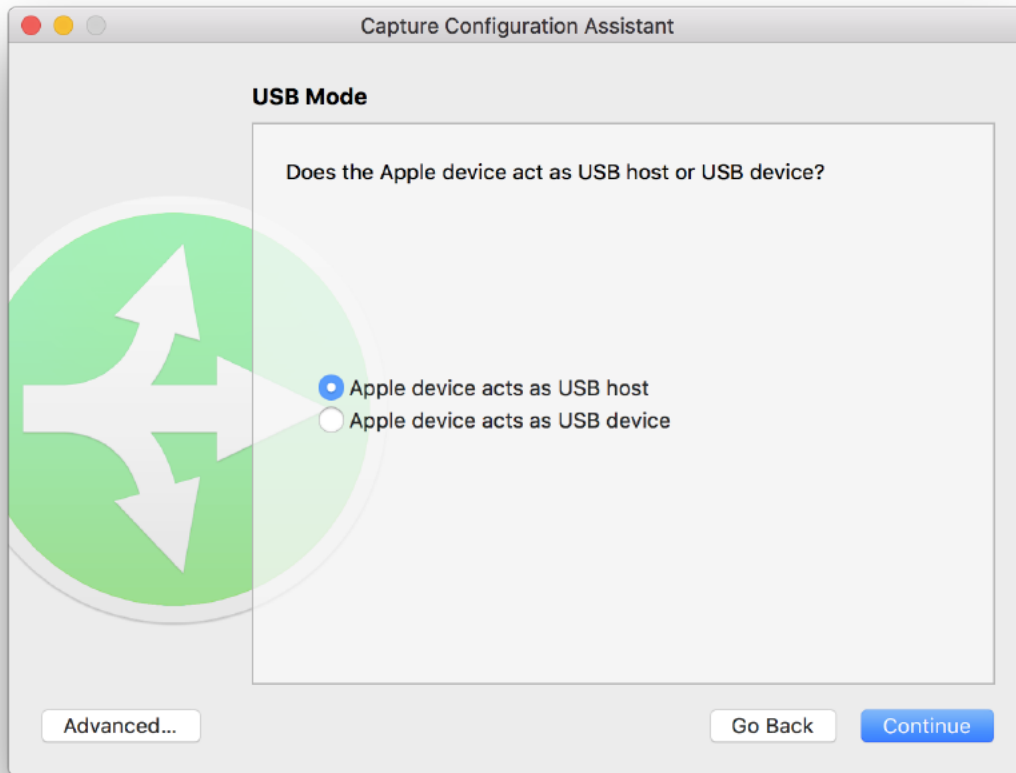 Capture Configuration Assistant
USB Mode
Does the Apple device act as USB host or USB device?
Apple device acts as USB host
Apple device acts as USB device
Advanced...
Go Back
Continue